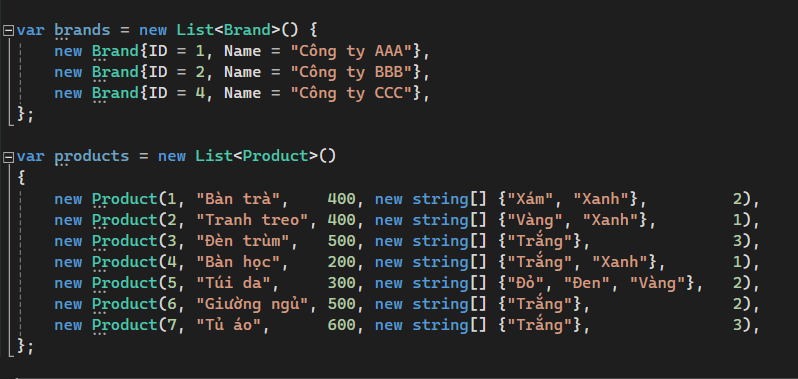 var brands = new List<Brand>() {
    new Brand{ID = 1, Name = "Công ty AAA"},
    new Brand{ID = 2, Name = "Công ty BBB"},
    new Brand{ID = 4, Name = "Công ty CCC"},
};
var products = new List<Product>()
{
    new Product(1, "Bàn trà",    400, new string[] {"Xám", "Xanh"},         2),
    new Product(2, "Tranh treo", 400, new string[] {"Vàng", "Xanh"},        1),
    new Product(3, "Đèn trùm",   500, new string[] {"Trắng"},               3),
    new Product(4, "Bàn học",    200, new string[] {"Trắng", "Xanh"},       1),
    new Product(5, "Túi da",     300, new string[] {"Đỏ", "Đen", "Vàng"},   2),
    new Product(6, "Giường ngủ", 500, new string[] {"Trắng"},               2),
    new Product(7, "Tủ áo",      600, new string[] {"Trắng"},               3),
};